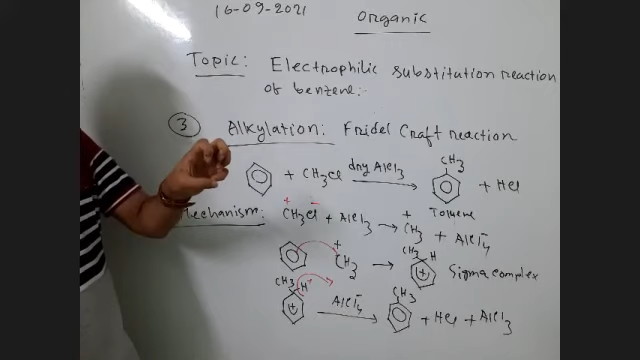 16-09-2021 Organic
Topic: Electrophilic substitution reaction
of benzene:-
3 Alkylation: Fridel Craft reaction
+ CH3Cl dry AlCl3 → CH3 + HCl
Mechanism: + - CH3Cl + AlCl3 → + CH3 + AlCl4-
Toluene
+ CH3 → CH3 H + Sigma complex
CH3 H + AlCl4- → CH3 + HCl + AlCl3